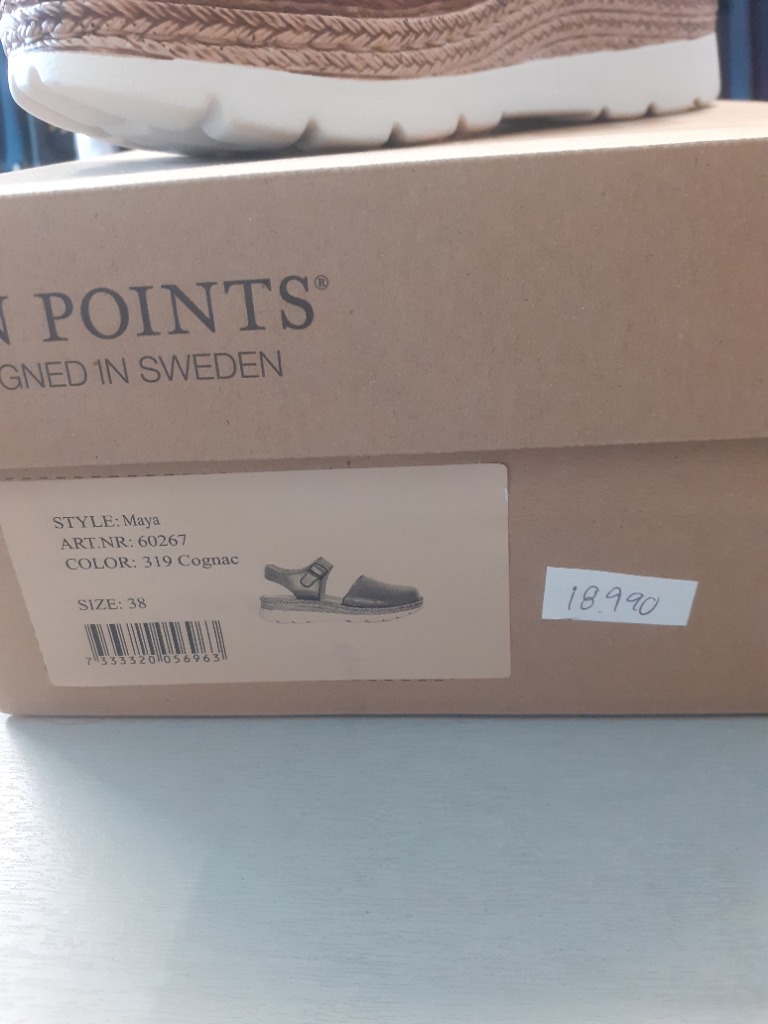 N POINTS®
GNED IN SWEDEN
STYLE: Maya
ART.NR: 60267
COLOR: 319 Cognac
SIZE: 38
7 333320 056963
18.990